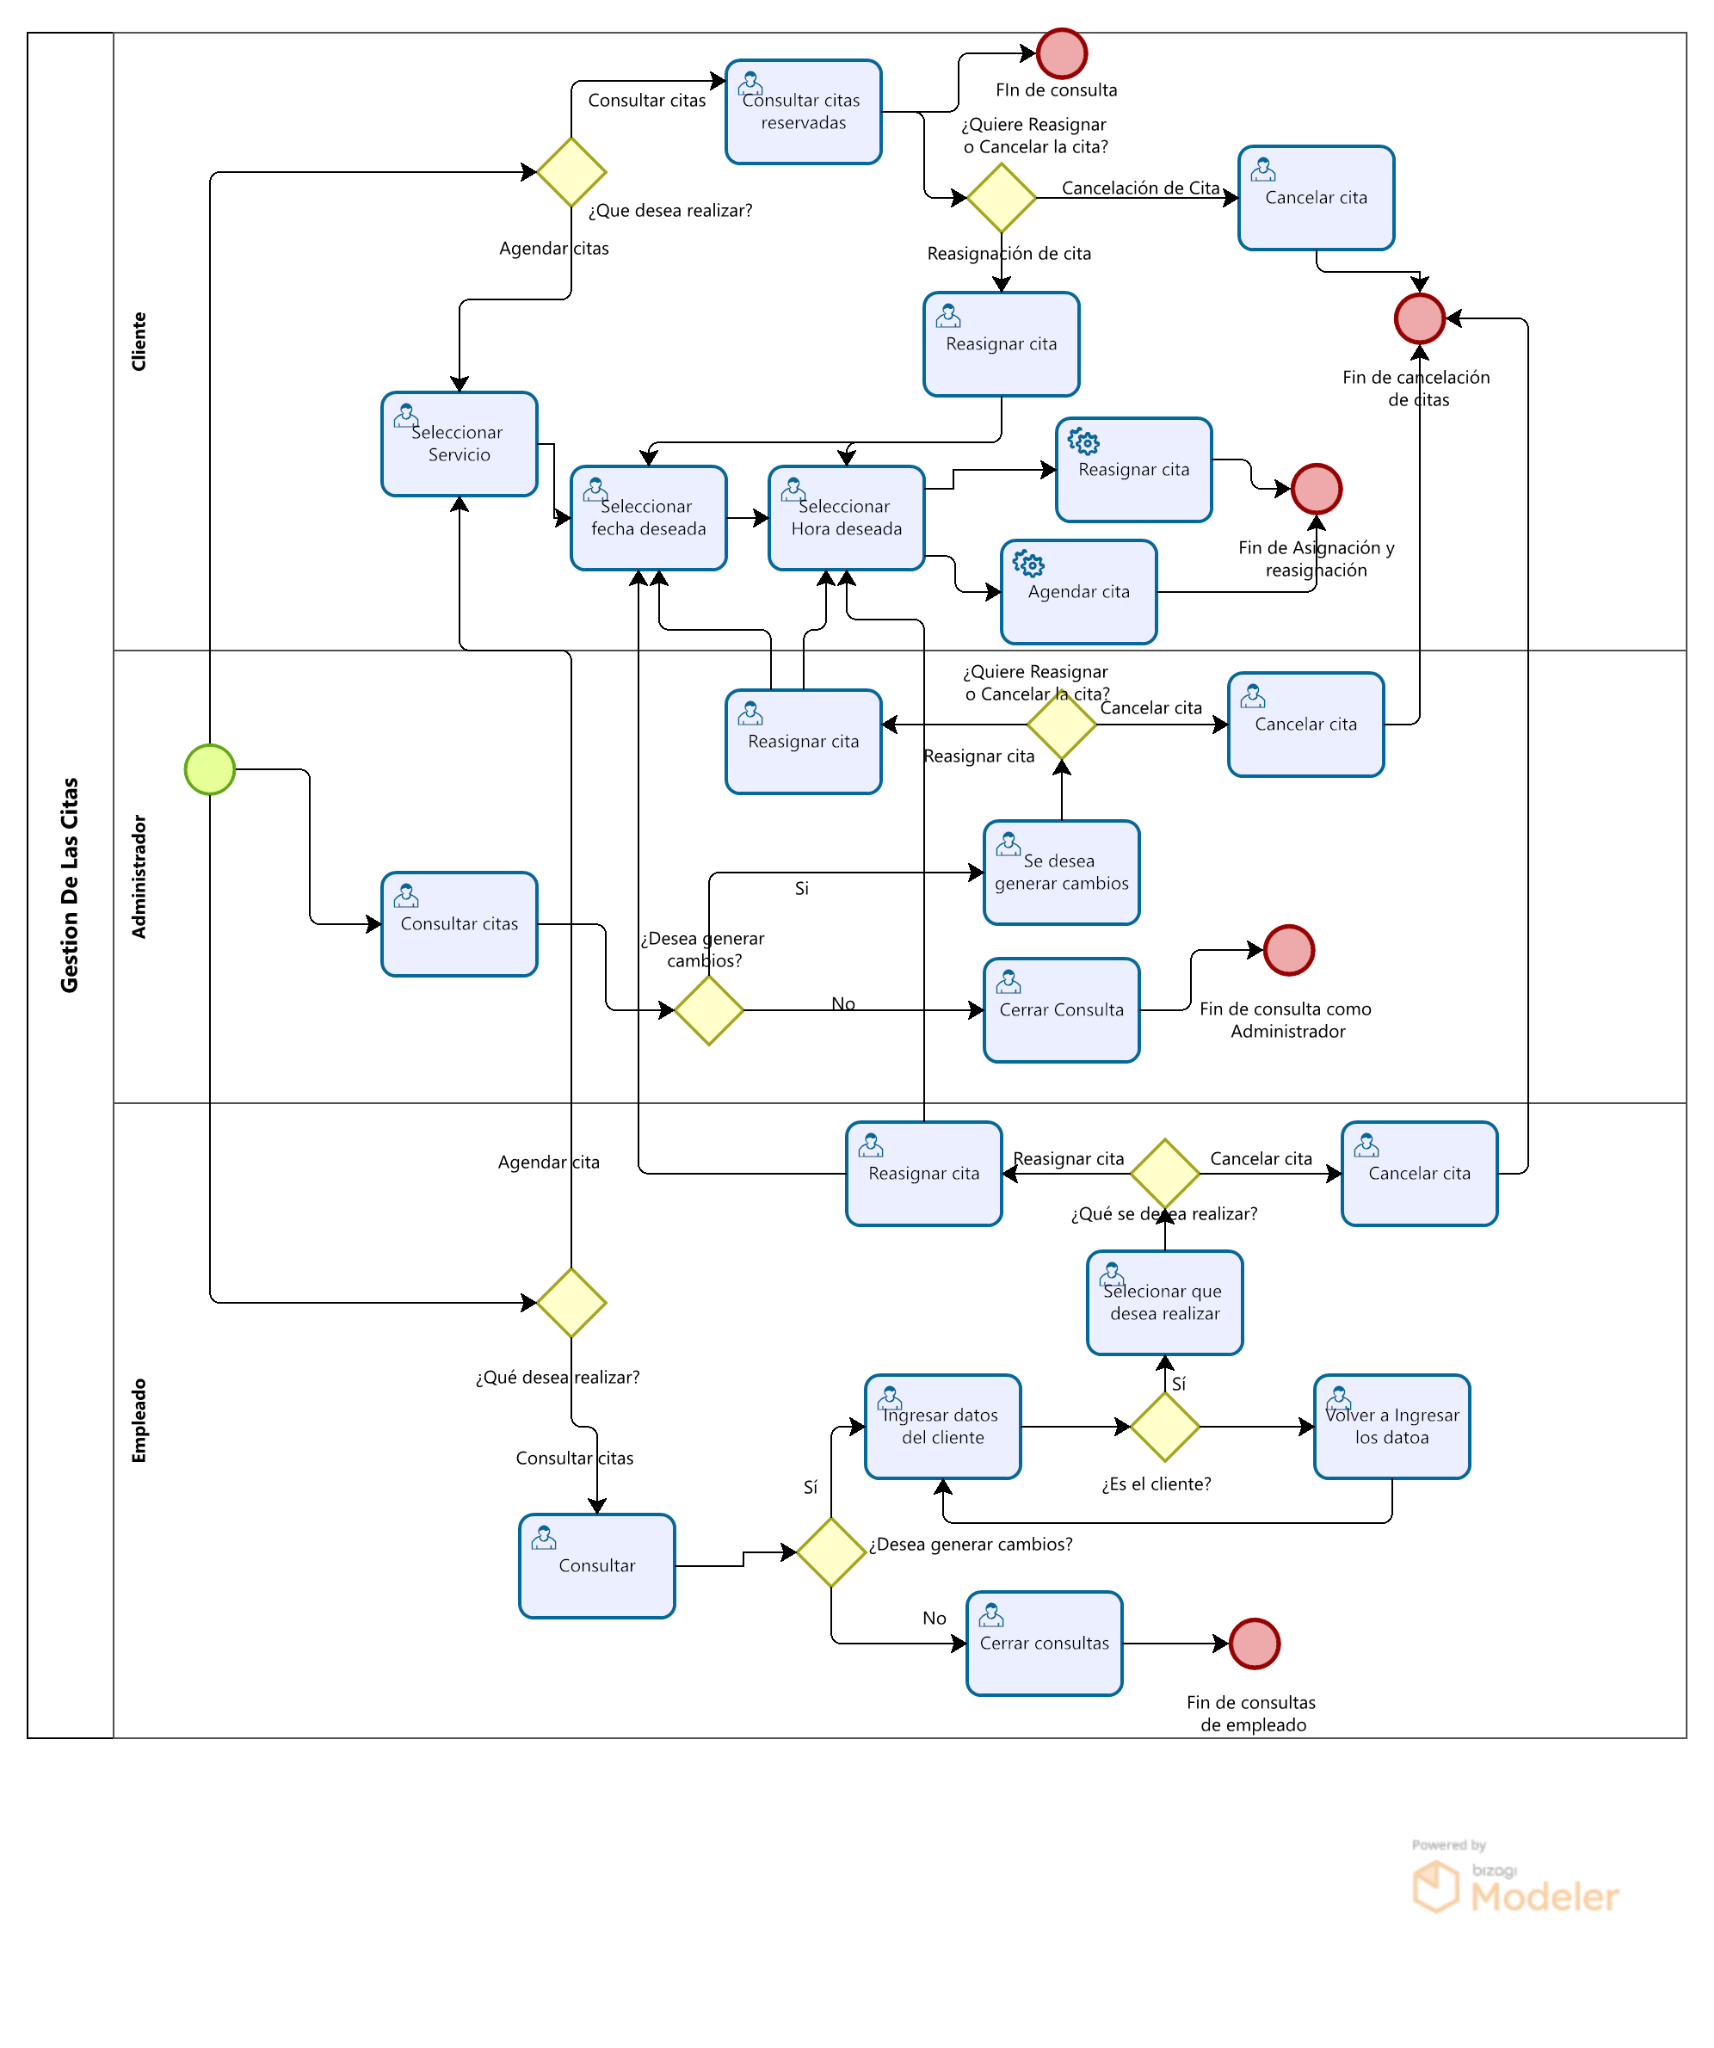 Gestion De Las Citas
Cliente
Consultar citas
Consultar citas
reservadas
FIn de consulta
¿Quiere Reasignar
o Cancelar la cita?
Cancelación de Cita
Cancelar cita
¿Que desea realizar?
Agendar citas
Reasignación de cita
Reasignar cita
Fin de cancelación
de citas
Seleccionar
Servicio
Seleccionar
fecha deseada
Seleccionar
Hora deseada
Reasignar cita
Fin de Asignación y
reasignación
Agendar cita
Administrador
¿Quiere Reasignar
o Cancelar la cita?
Cancelar cita
Cancelar cita
Reasignar cita
Reasignar cita
Se desea
generar cambios
Si
Consultar citas
¿Desea generar
cambios?
No
Cerrar Consulta
Fin de consulta como
Administrador
Empleado
Agendar cita
Reasignar cita
Reasignar cita
Cancelar cita
Cancelar cita
¿Qué se desea realizar?
Selecionar que
desea realizar
¿Qué desea realizar?
Sí
Ingresar datos
del cliente
Volver a Ingresar
los datoa
Consultar citas
Sí
¿Es el cliente?
¿Desea generar cambios?
Consultar
No
Cerrar consultas
Fin de consultas
de empleado
Powered by
bizagi
Modeler